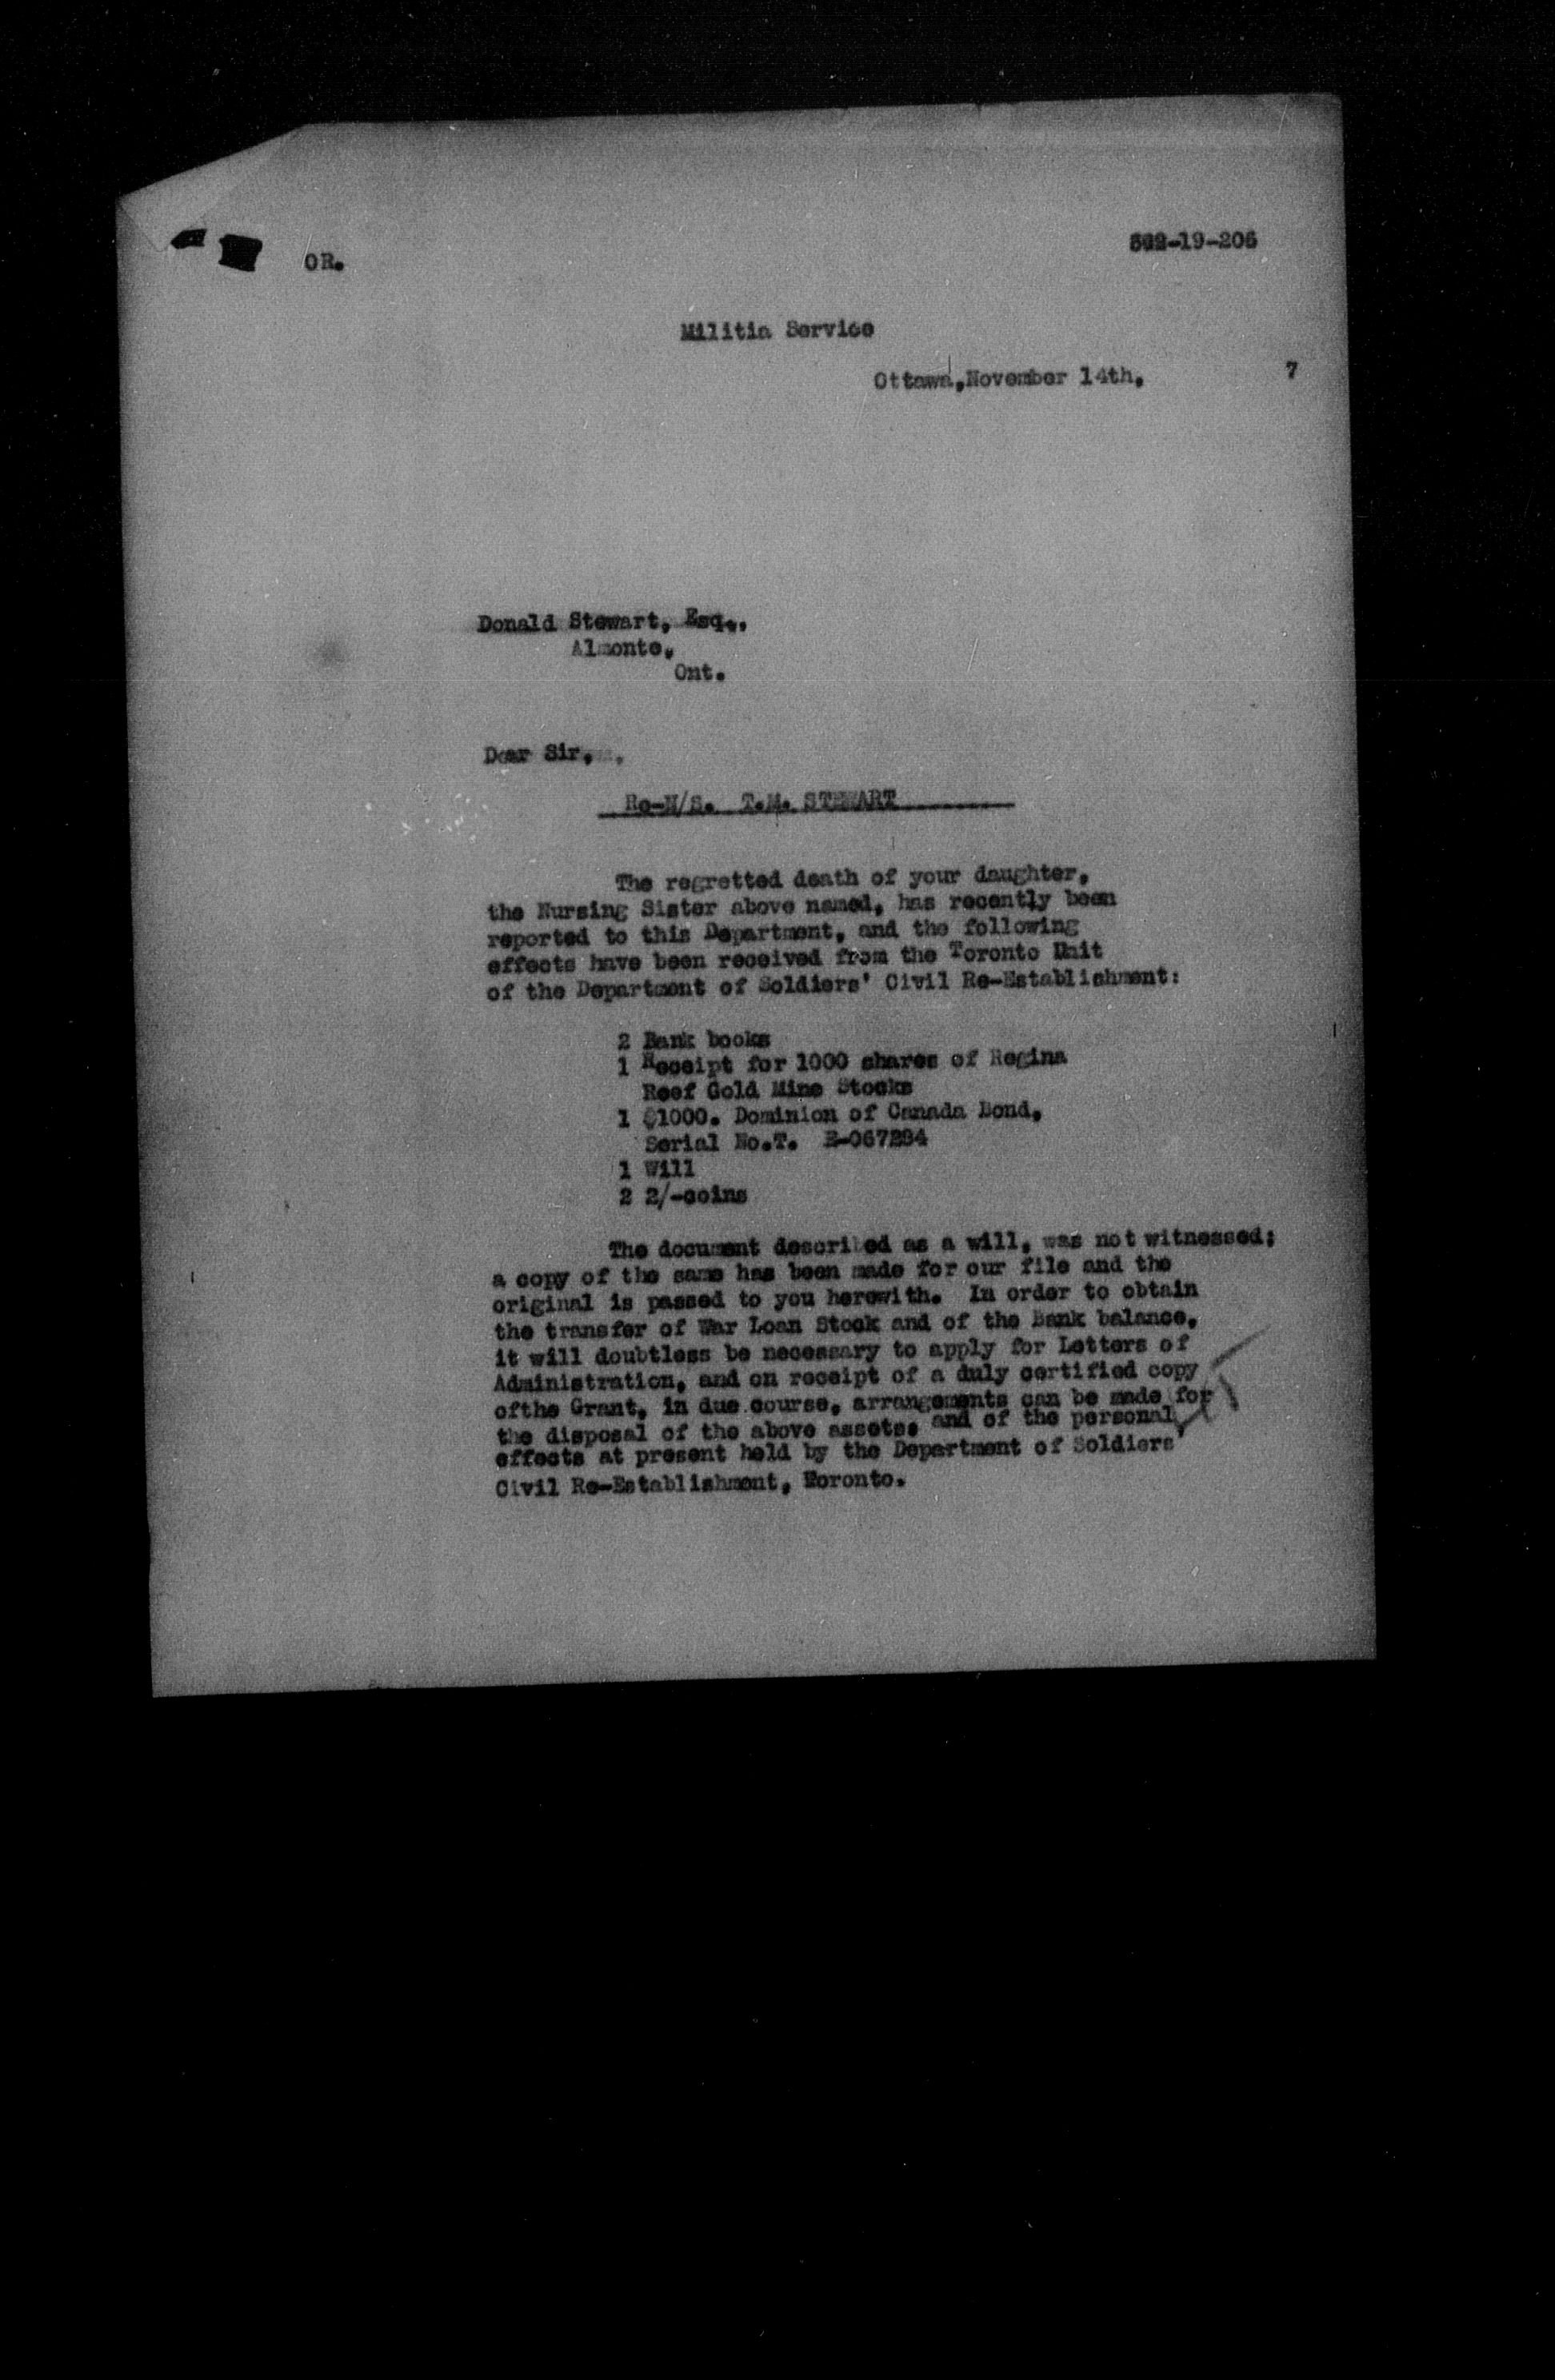 OR.
-19-206
Militia Service
Ottawa,November 14th, 7
Donald Stewart, Esq.,
Almonte,
Ont.
Dear Sir,
Re-N/S. T.M. STEWART
The regretted death of your daughter,
the Nursing Sister above named, has recently been
reported to this Department, and the following
effects have been received from the Toronto Unit
of the Department of Soldiers' Civil Re-Establishment:
2 Bank books
1 Receipt for 1000 shares of Regina
Reef Gold Mine Stocks
1 $1000. Dominion of Canada Bond,
Serial No.T. E-067284
1 Will
2 2/-coins
The document described as a will, was not witnessed;
a copy of the same has been made for our file and the
original is passed to you herewith. In order to obtain
the transfer of War Loan Stock and of the Bank balance,
it will doubtless be necessary to apply for Letters of
Administration, and on receipt of a duly certified copy
ofthe Grant, in due course, arrangements can be made for
the disposal of the above assets. and of the personal
effects at present held by the Department of Soldiers'
Civil Re-Establishment, Toronto.